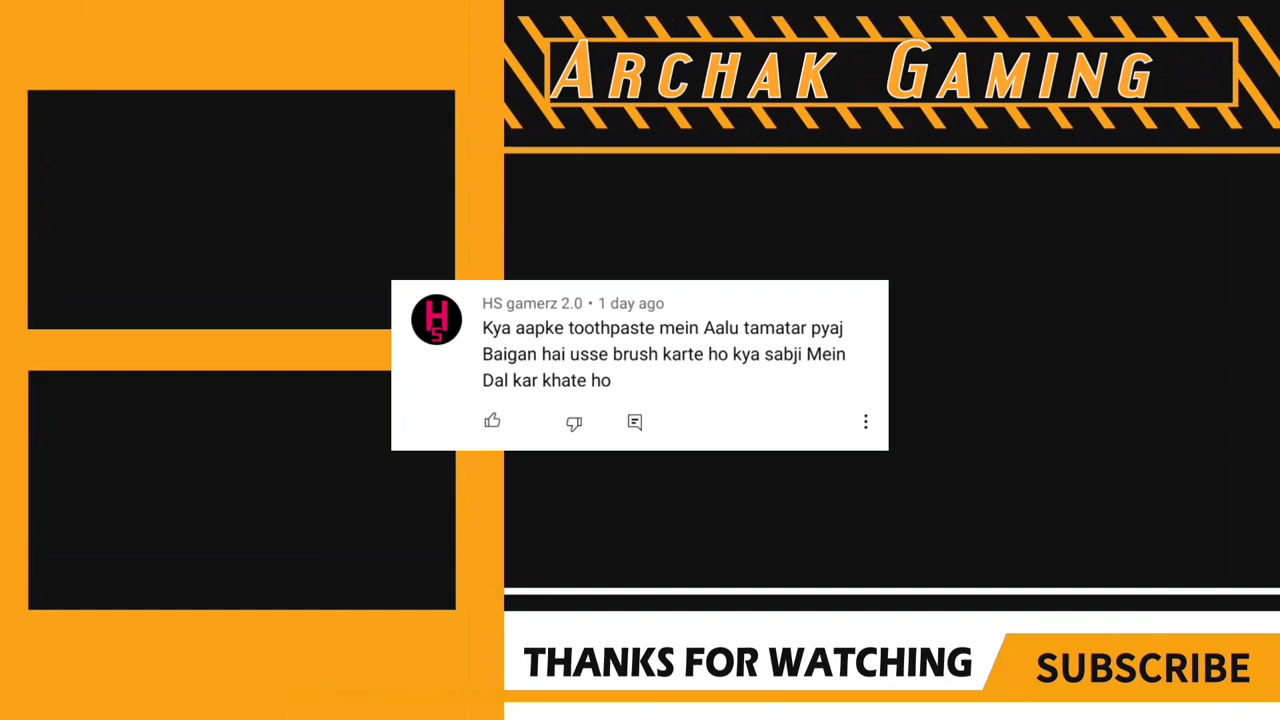 ARCHAK GAMING
HS
HS gamerz 2.0 • 1 day ago
Kya aapke toothpaste mein Aalu tamatar pyaj
Baigan hai usse brush karte ho kya sabji Mein
Dal kar khate ho
THANKS FOR WATCHING
SUBSCRIBE